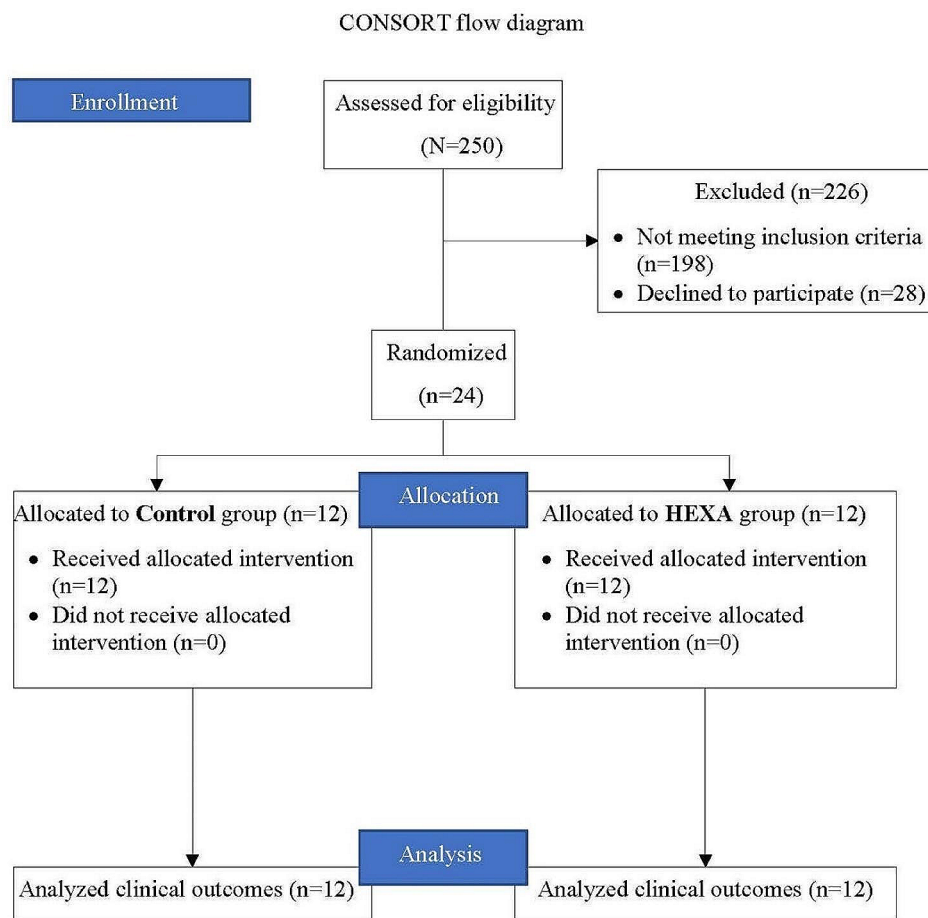 CONSORT flow diagram
Enrollment
Assessed for eligibility
(N=250)
Excluded (n=226)
• Not meeting inclusion criteria
(n=198)
• Declined to participate (n=28)
Randomized
(n=24)
Allocation
Allocated to Control group (n=12)
• Received allocated intervention
(n=12)
• Did not receive allocated
intervention (n=0)
Allocated to HEXA group (n=12)
• Received allocated intervention
(n=12)
• Did not receive allocated
intervention (n=0)
Analysis
Analyzed clinical outcomes (n=12)
Analyzed clinical outcomes (n=12)